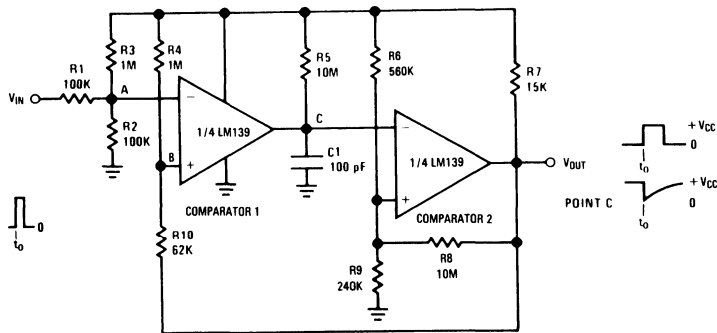 R3
1M
R4
1M
R5
10M
R6
560K
R7
15K
R1
100K
A
VIN
R2
100K
−
1/4 LM139
B
+
C
C1
100 pF
−
1/4 LM139
+
VOUT
+VCC
0
t0
POINT C
+VCC
0
t0
COMPARATOR 1
COMPARATOR 2
0
t0
R10
62K
R8
10M
R9
240K